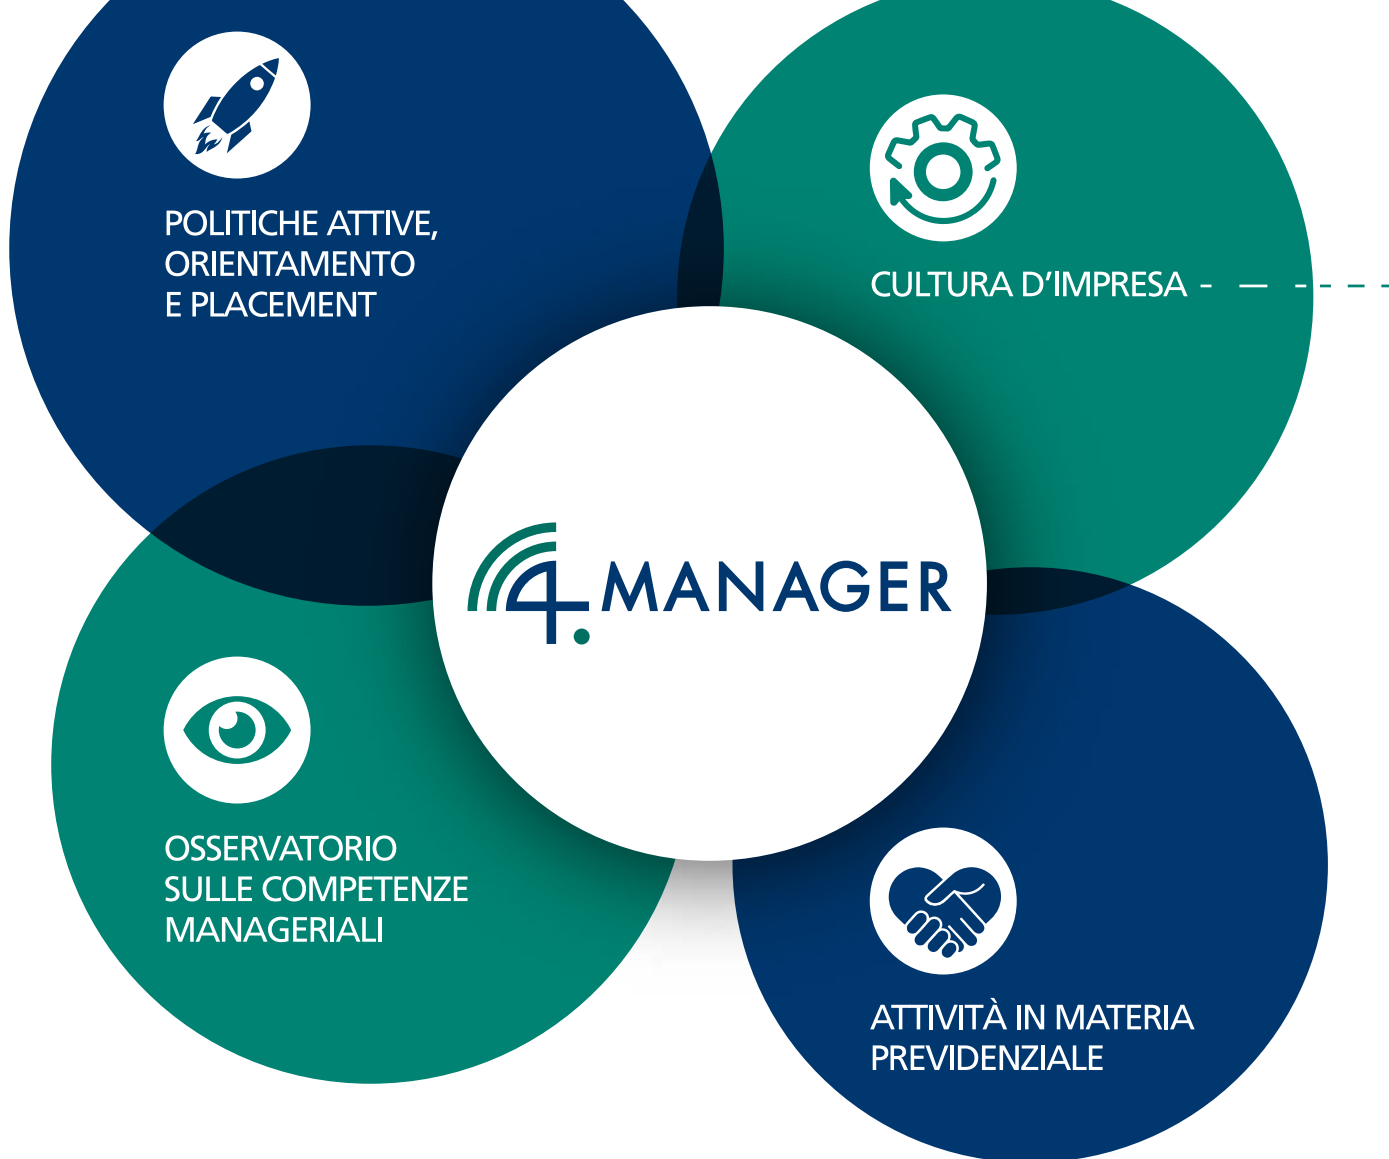 POLITICHE ATTIVE,
ORIENTAMENTO
E PLACEMENT
CULTURA D'IMPRESA
4.MANAGER
OSSERVATORIO
SULLE COMPETENZE
MANAGERIALI
ATTIVITÀ IN MATERIA
PREVIDENZIALE